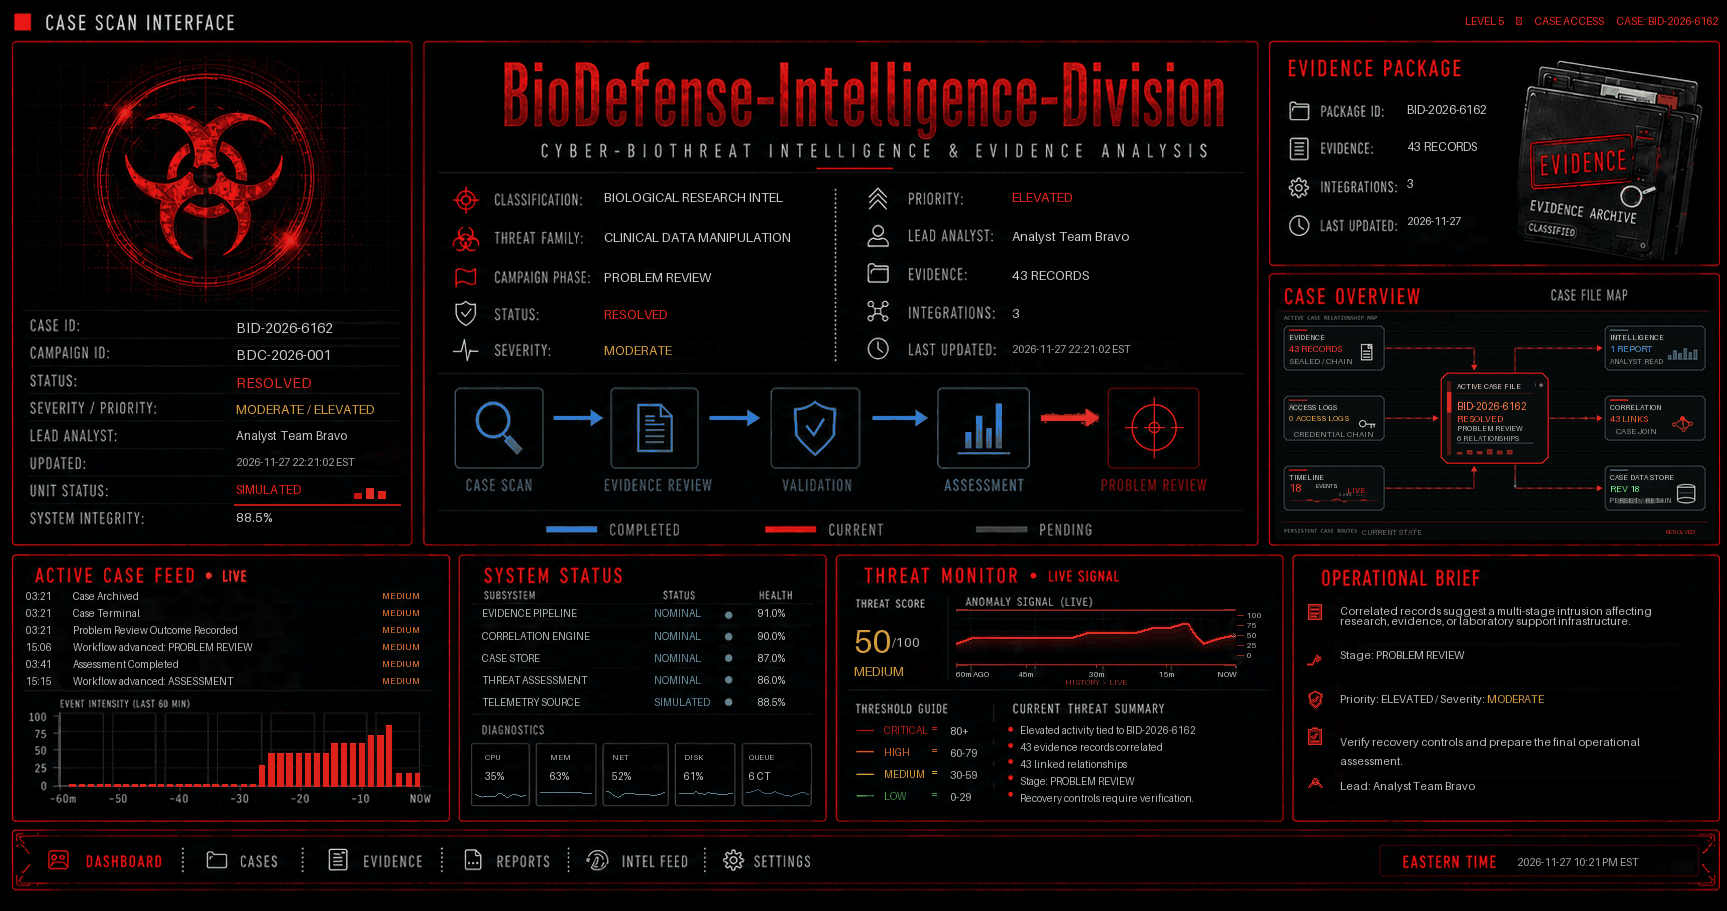 CASE SCAN INTERFACE
LEVEL 5 CASE ACCESS CASE: BID-2026-6162
CASE ID: BID-2026-6162
CAMPAIGN ID: BDC-2026-001
STATUS: RESOLVED
SEVERITY / PRIORITY: MODERATE / ELEVATED
LEAD ANALYST: Analyst Team Bravo
UPDATED: 2026-11-27 22:21:02 EST
UNIT STATUS: SIMULATED
SYSTEM INTEGRITY: 88.5%
BioDefense-Intelligence-Division
CYBER-BIOTHREAT INTELLIGENCE & EVIDENCE ANALYSIS
CLASSIFICATION: BIOLOGICAL RESEARCH INTEL
THREAT FAMILY: CLINICAL DATA MANIPULATION
CAMPAIGN PHASE: PROBLEM REVIEW
STATUS: RESOLVED
SEVERITY: MODERATE
PRIORITY: ELEVATED
LEAD ANALYST: Analyst Team Bravo
EVIDENCE: 43 RECORDS
INTEGRATIONS: 3
LAST UPDATED: 2026-11-27 22:21:02 EST
CASE SCAN EVIDENCE REVIEW VALIDATION ASSESSMENT PROBLEM REVIEW
COMPLETED CURRENT PENDING
EVIDENCE PACKAGE
PACKAGE ID: BID-2026-6162
EVIDENCE: 43 RECORDS
INTEGRATIONS: 3
LAST UPDATED: 2026-11-27
EVIDENCE
EVIDENCE ARCHIVE
CLASSIFIED
CASE OVERVIEW CASE FILE MAP
ACTIVE CASE RELATIONSHIP MAP
EVIDENCE
43 RECORDS
SEALED / CHAIN
ACCESS LOGS
0 ACCESS LOGS
CREDENTIAL CHAIN
TIMELINE
18 EVENTS
LIVE
ACTIVE CASE FILE
BID-2026-6162
RESOLVED
PROBLEM REVIEW
6 RELATIONSHIPS
INTELLIGENCE
1 REPORT
ANALYST READ
CORRELATION
43 LINKS
CASE JOIN
CASE DATASTORE
REV 18
PERSISTENT CASE ROUTES CURRENT STATE RESOLVED
ACTIVE CASE FEED • LIVE
03:21 Case Archived MEDIUM
03:21 Case Terminal MEDIUM
03:21 Problem Review Outcome Recorded MEDIUM
15:06 Workflow advanced: PROBLEM REVIEW MEDIUM
03:41 Assessment Completed MEDIUM
15:15 Workflow advanced: ASSESSMENT MEDIUM
EVENT INTENSITY (LAST 60 MIN)
100
75
50
25
0
-60m -50 -40 -30 -20 -10 NOW
SYSTEM STATUS
SUBSYSTEM STATUS HEALTH
EVIDENCE PIPELINE NOMINAL 91.0%
CORRELATION ENGINE NOMINAL 90.0%
CASE STORE NOMINAL 87.0%
THREAT ASSESSMENT NOMINAL 86.0%
TELEMETRY SOURCE SIMULATED 88.5%
DIAGNOSTICS
CPU MEM NET DISK QUEUE
35% 63% 52% 61% 6 CT
THREAT MONITOR • LIVE SIGNAL
THREAT SCORE
50/100
MEDIUM
ANOMALY SIGNAL (LIVE)
100
75
50
25
0
60m AGO 45m 30m 15m NOW
HISTORY > LIVE
THRESHOLD GUIDE
CRITICAL = 80+
HIGH = 60-79
MEDIUM = 30-59
LOW = 0-29
CURRENT THREAT SUMMARY
Elevated activity tied to BID-2026-6162
43 evidence records correlated
43 linked relationships
Stage: PROBLEM REVIEW
Recovery controls require verification.
OPERATIONAL BRIEF
Correlated records suggest a multi-stage intrusion affecting
research, evidence, or laboratory support infrastructure.
Stage: PROBLEM REVIEW
Priority: ELEVATED / Severity: MODERATE
Verify recovery controls and prepare the final operational
assessment.
Lead: Analyst Team Bravo
DASHBOARD CASES EVIDENCE REPORTS INTEL FEED SETTINGS
EASTERN TIME 2026-11-27 10:21 PM EST